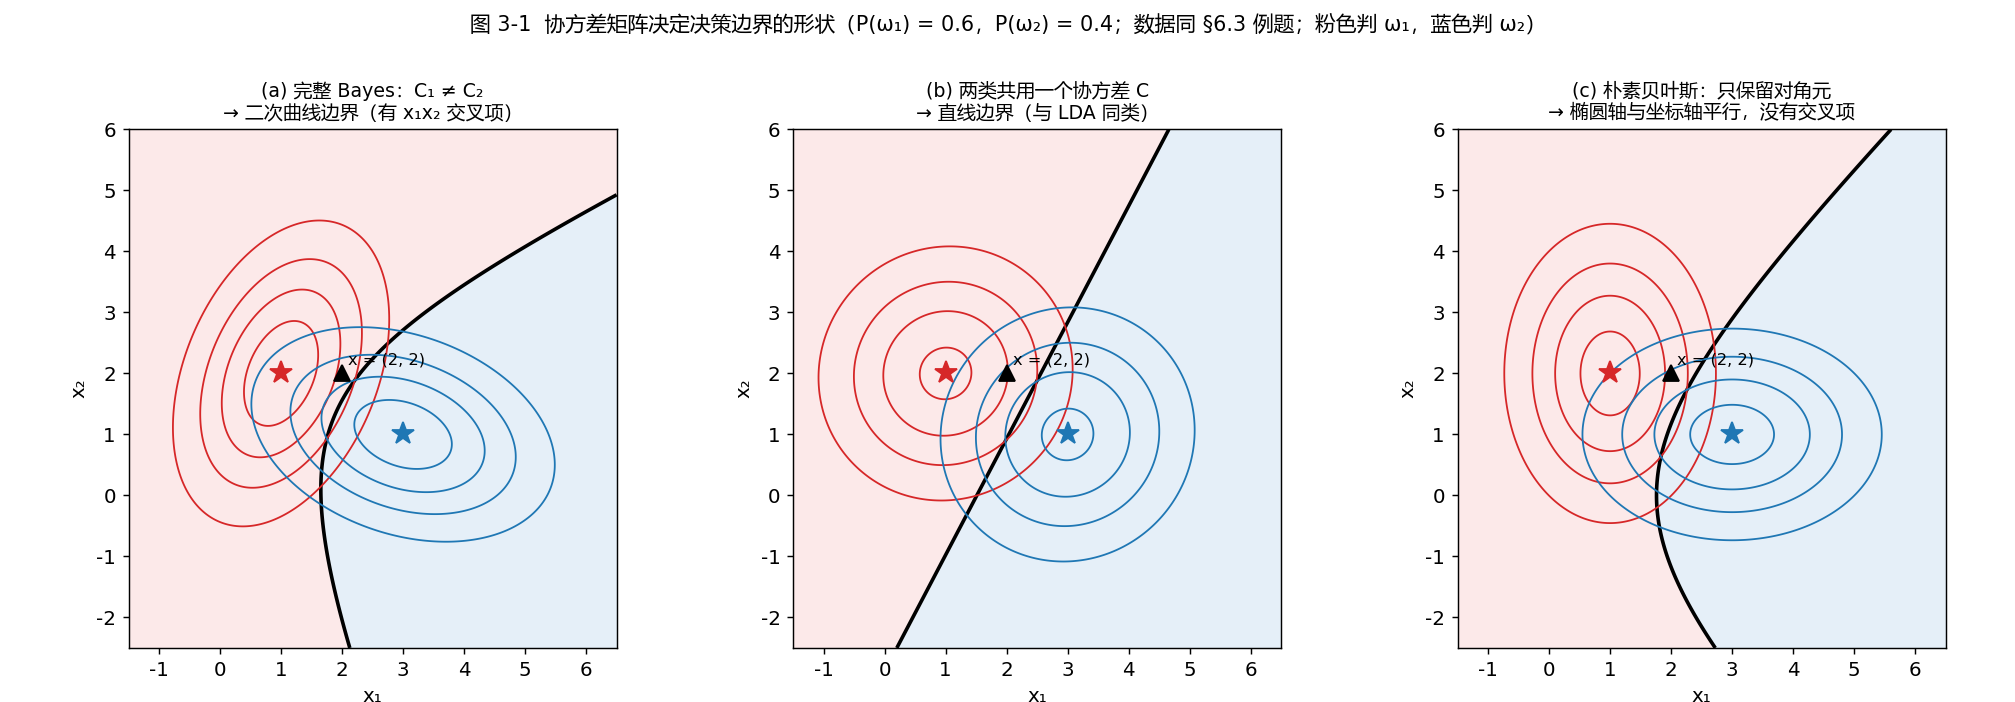 图 3-1  协方差矩阵决定决策边界的形状（P(ω₁) = 0.6，P(ω₂) = 0.4；数据同 §6.3 例题；粉色判 ω₁，蓝色判 ω₂）
(a) 完整 Bayes：C₁ ≠ C₂
→ 二次曲线边界（有 x₁x₂ 交叉项）
6
5
4
3
2
1
0
-1
-2
x₂
x = (2, 2)
-1 0 1 2 3 4 5 6
x₁
(b) 两类共用一个协方差 C
→ 直线边界（与 LDA 同类）
6
5
4
3
2
1
0
-1
-2
x₂
x = (2, 2)
-1 0 1 2 3 4 5 6
x₁
(c) 朴素贝叶斯：只保留对角元
→ 椭圆轴与坐标轴平行，没有交叉项
6
5
4
3
2
1
0
-1
-2
x₂
x = (2, 2)
-1 0 1 2 3 4 5 6
x₁